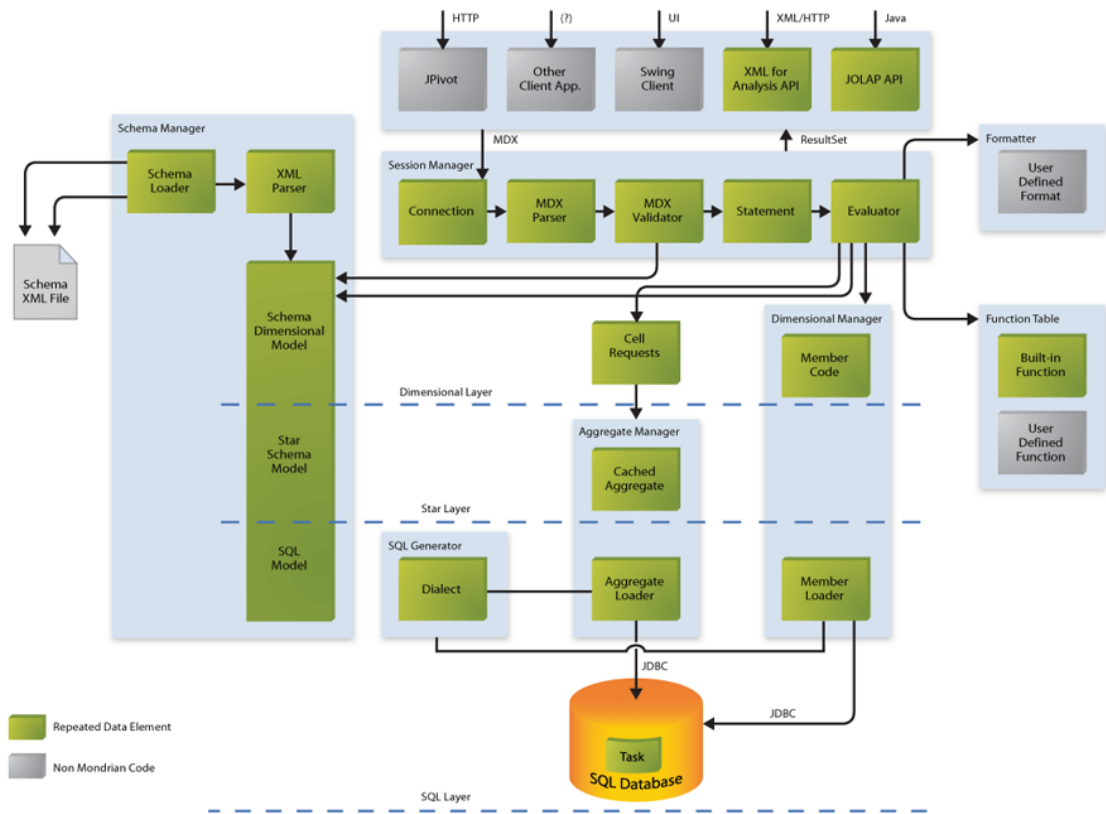 HTTP
(?)
UI
XML/HTTP
Java
JPivot
Other
Client App.
Swing
Client
XML for
Analysis API
JOLAP API
MDX
ResultSet
Schema Manager
Schema
Loader
XML
Parser
Schema
XML File
Session Manager
Connection
MDX
Parser
MDX
Validator
Statement
Evaluator
Formatter
User
Defined
Format
Schema
Dimensional
Model
Cell
Requests
Dimensional Manager
Member
Code
Function Table
Built-in
Function
User
Defined
Function
Dimensional Layer
Star
Schema
Model
Aggregate Manager
Cached
Aggregate
Star Layer
SQL
Model
SQL Generator
Dialect
Aggregate
Loader
Member
Loader
JDBC
JDBC
Task
SQL Database
Repeated Data Element
Non Mondrian Code
SQL Layer